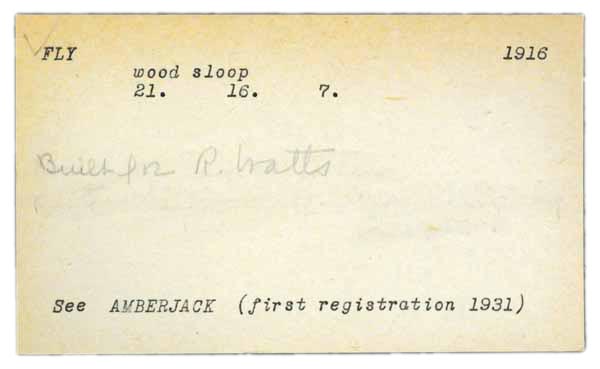 FLY 1916
wood sloop
21. 16. 7.
Built for R. Watts
See AMBERJACK (first registration 1931)